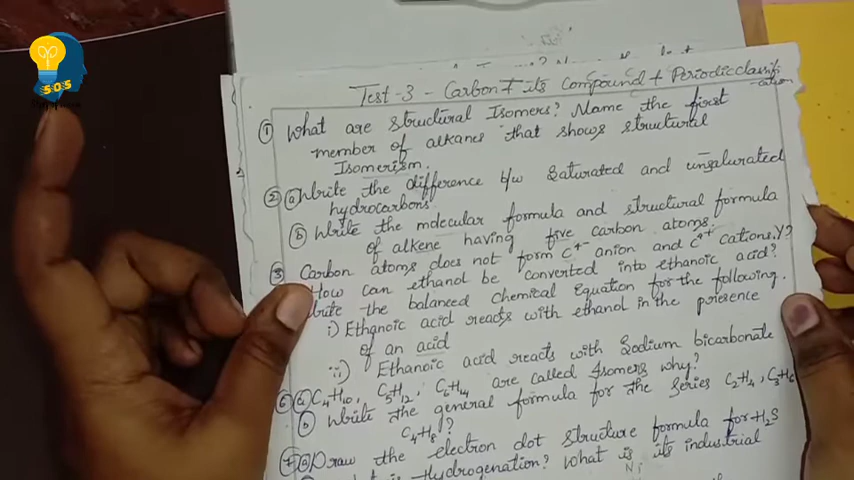 S O S
Test-3 - Carbon & its Compound + Periodic classifi
-cation
① What are structural Isomers? Name the first
member of alkanes that shows structural
Isomerism.
② ⓐ Write the difference b/w Saturated and unsaturated
hydrocarbons
ⓑ Write the molecular formula and structural formula
of alkene having five carbon atoms.
③ Carbon atoms does not form C⁴⁻ anion and C⁴⁺ cations. Y?
How can ethanol be converted into ethanoic acid?
Write the balanced chemical Equation for the following.
i) Ethanoic acid reacts with ethanol in the presence
of an acid
ii) Ethanoic acid reacts with Sodium bicarbonate
⑥ ⓐ C₄H₁₀, C₅H₁₂, C₆H₁₄ are called Isomers why?
ⓑ Write the general formula for the series C₂H₄, C₃H₆
C₄H₈?
⑦ ⓐ Draw the electron dot structure formula for H₂S
is Hydrogenation? What is its industrial
Ni